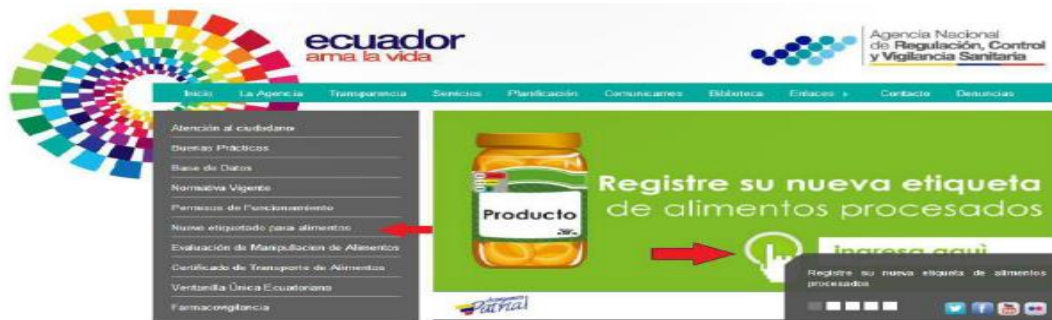 ecuador
ama la vida
Agencia Nacional
de Regulación, Control
y Vigilancia Sanitaria
Inicio La Agencia Transparencia Servicios Planificación Comunicamos Biblioteca Enlaces Contacto Denuncias
Atención al ciudadano
Buenas Prácticas
Base de Datos
Normativa Vigente
Permisos de Funcionamiento
Nuevo etiquetado para alimentos
Evaluación de Manipulacion de Alimentos
Certificado de Transporte de Alimentos
Ventanilla Única Ecuatoriana
Farmacovigilancia
Producto
Registre su nueva etiqueta
de alimentos procesados
ingresa aquì
Registre su nueva etiqueta de alimentos
procesados
Patria!